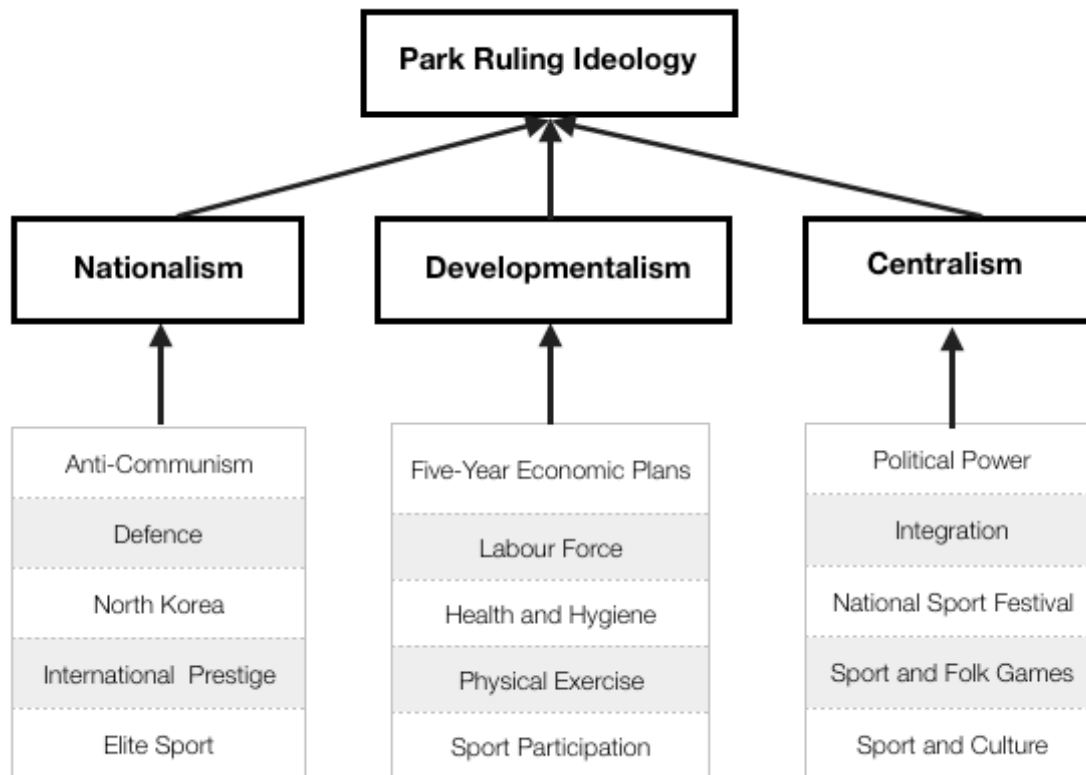 Park Ruling Ideology
Nationalism
Developmentalism
Centralism
Anti-Communism
Defence
North Korea
International Prestige
Elite Sport
Five-Year Economic Plans
Labour Force
Health and Hygiene
Physical Exercise
Sport Participation
Political Power
Integration
National Sport Festival
Sport and Folk Games
Sport and Culture